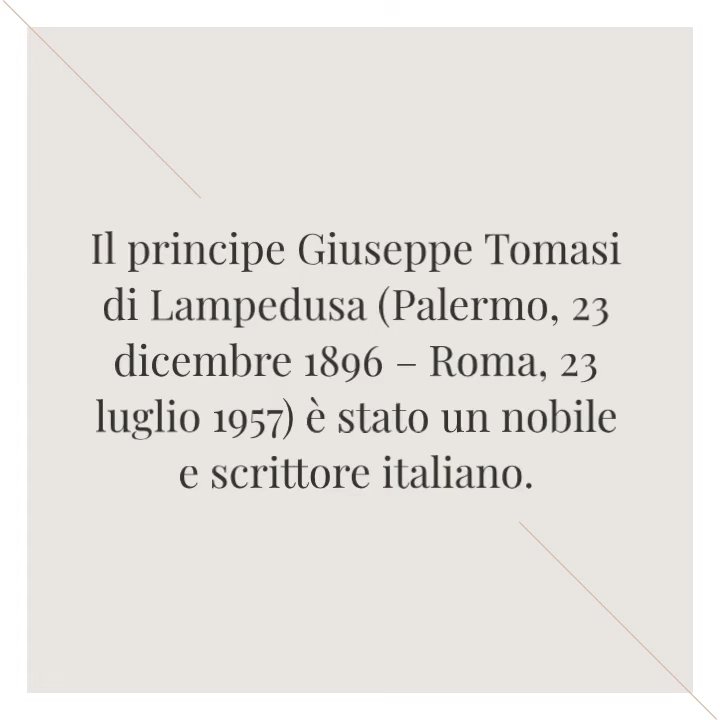 Il principe Giuseppe Tomasi
di Lampedusa (Palermo, 23
dicembre 1896 – Roma, 23
luglio 1957) è stato un nobile
e scrittore italiano.